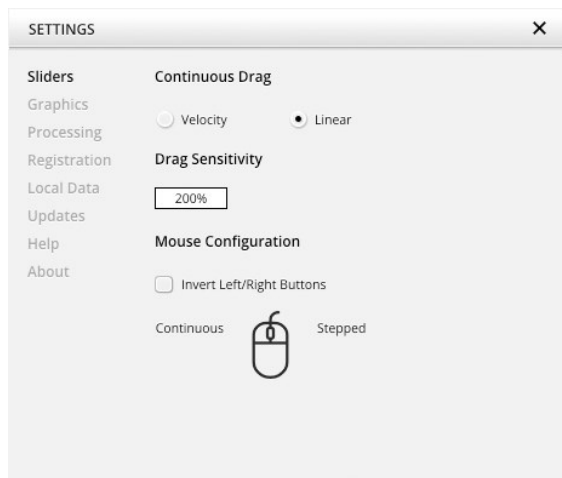 SETTINGS
Sliders
Graphics
Processing
Registration
Local Data
Updates
Help
About
Continuous Drag
Velocity
Linear
Drag Sensitivity
200%
Mouse Configuration
Invert Left/Right Buttons
Continuous
Stepped